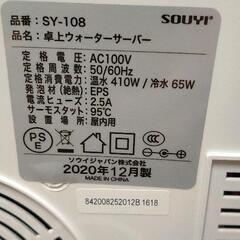 品番：SY-108
SOUYI®
品名：卓上ウォーターサーバー
定格電圧：AC100V
定格周波数：50/60Hz
定格消費電力：温水 410W / 冷水 65W
発泡材(絶熱)：EPS
電流ヒューズ：2.5A
サーモスタット：95℃
設置場所：屋内用
PS
E
ソウイジャパン株式会社
2020年12月製
MADE IN CHINA
842008252012B 1618